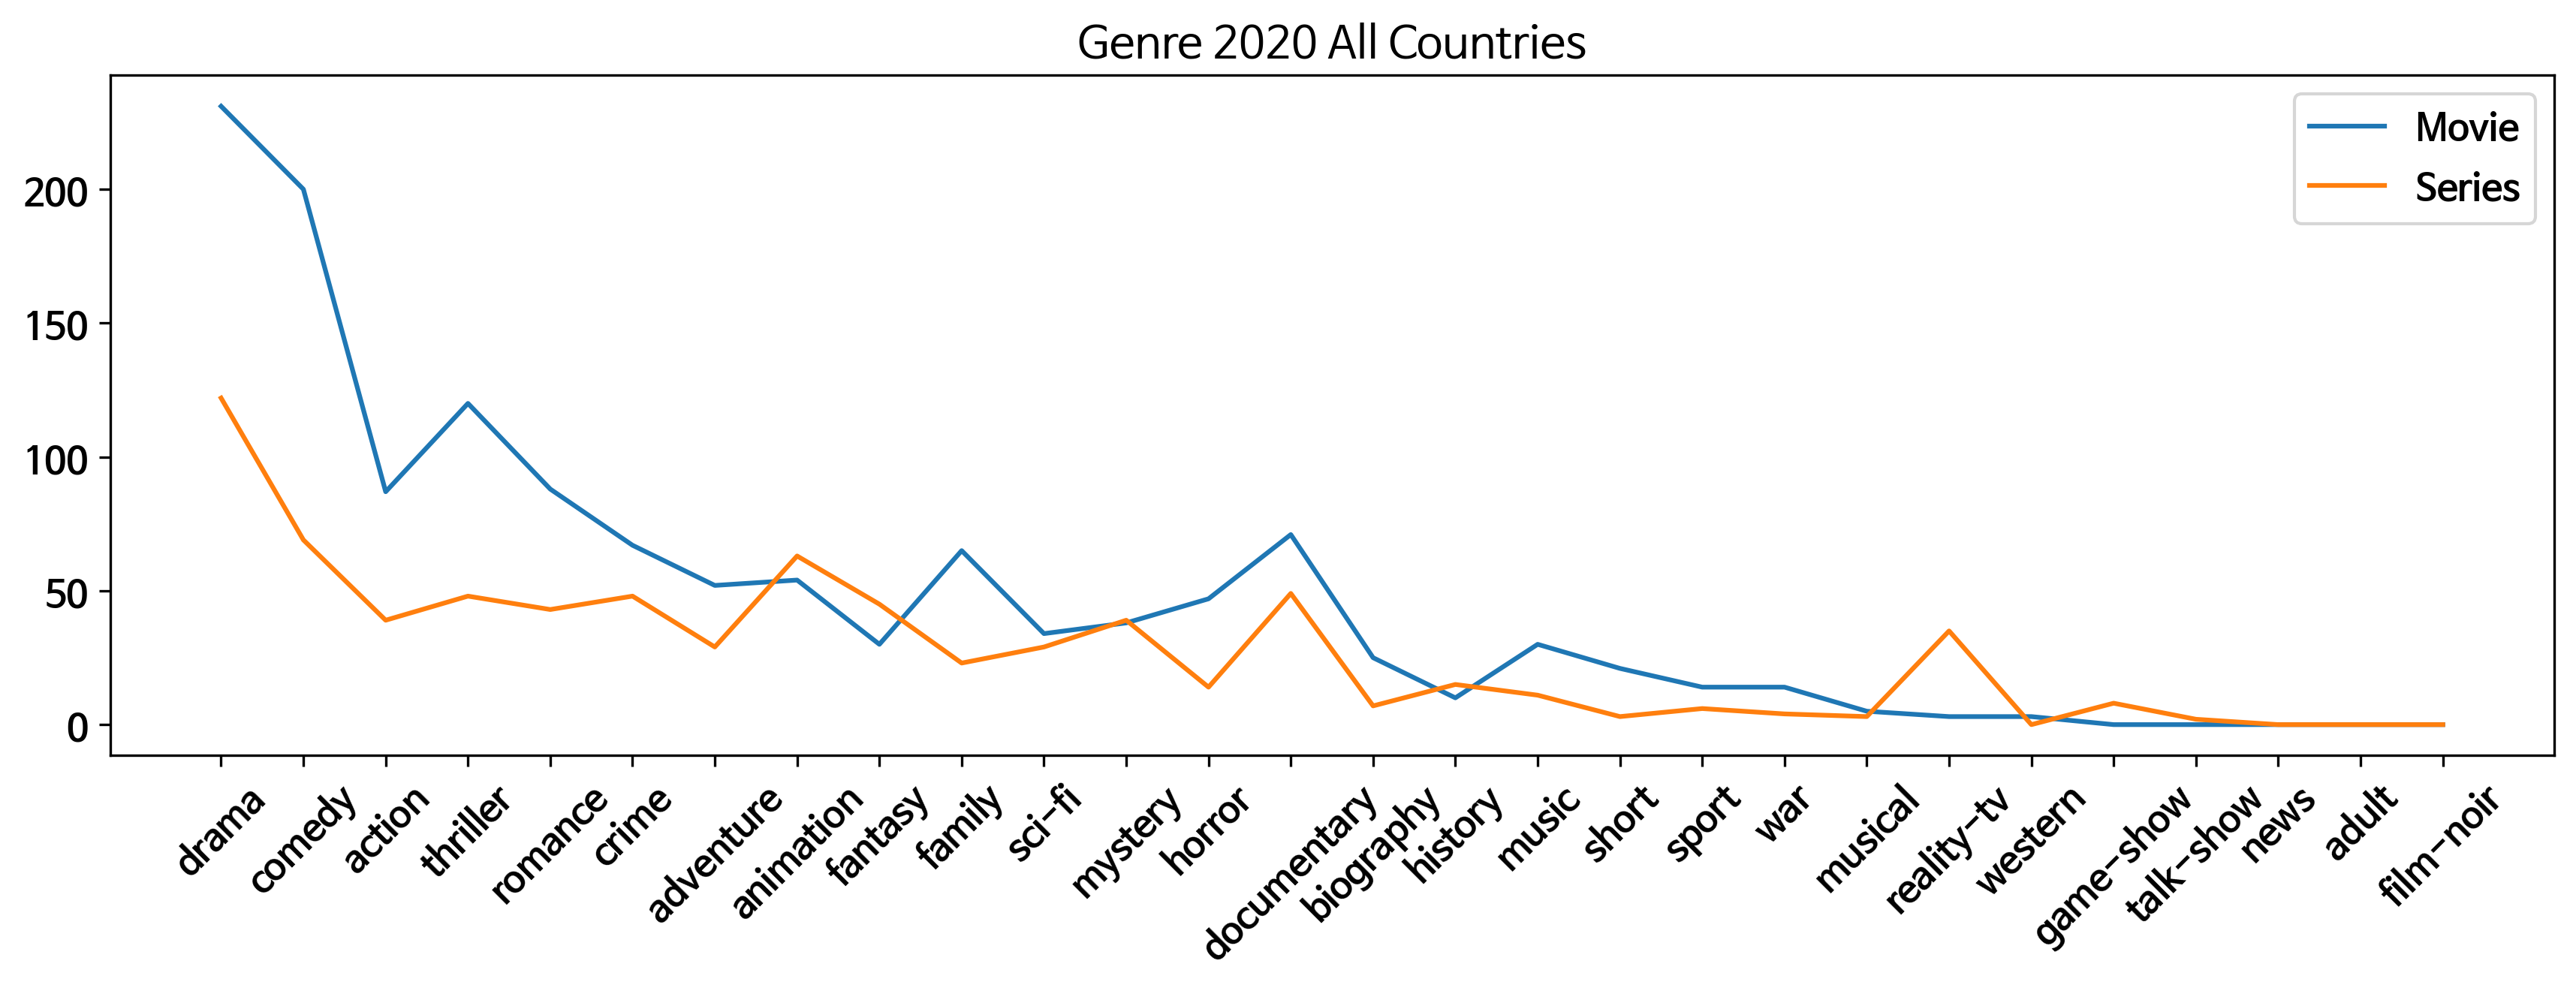 Genre 2020 All Countries
Movie
Series
200
150
100
50
0
drama
comedy
action
thriller
romance
crime
adventure
animation
fantasy
family
sci-fi
mystery
horror
documentary
biography
history
music
short
sport
war
musical
reality-tv
western
game-show
talk-show
news
adult
film-noir